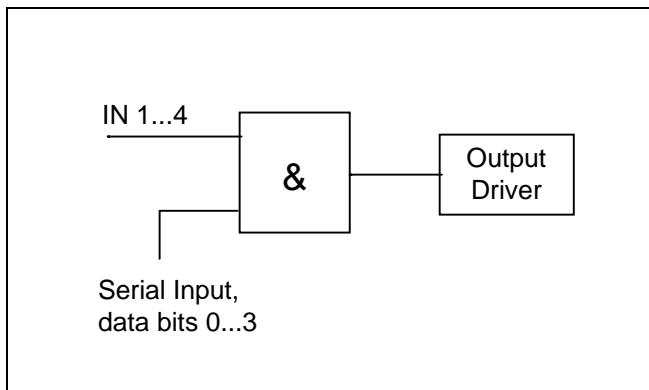 IN 1...4
&
Output
Driver
Serial Input,
data bits 0...3